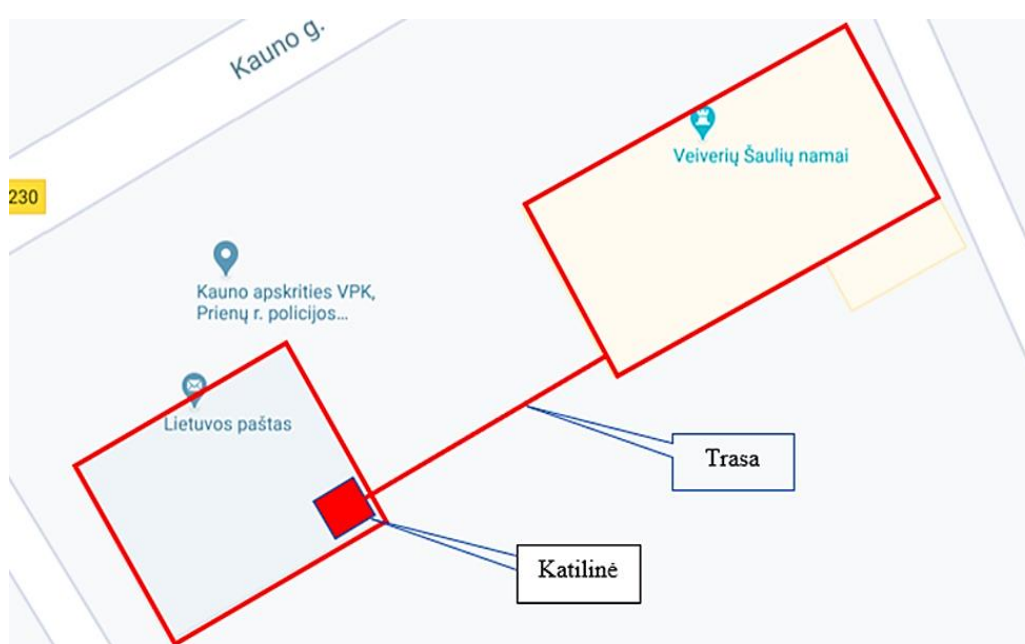 Kauno g.
Veiverių Šaulių namai
230
Kauno apskrities VPK,
Prienų r. policijos...
Lietuvos paštas
Trasa
Katilinė